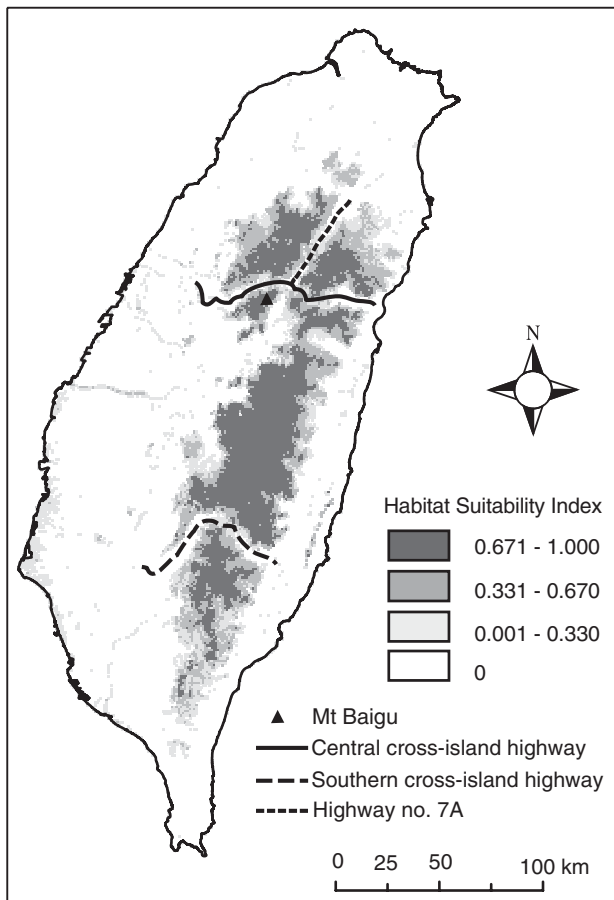 N
Habitat Suitability Index
0.671 - 1.000
0.331 - 0.670
0.001 - 0.330
0
Mt Baigu
Central cross-island highway
Southern cross-island highway
Highway no. 7A
0 25 50 100 km